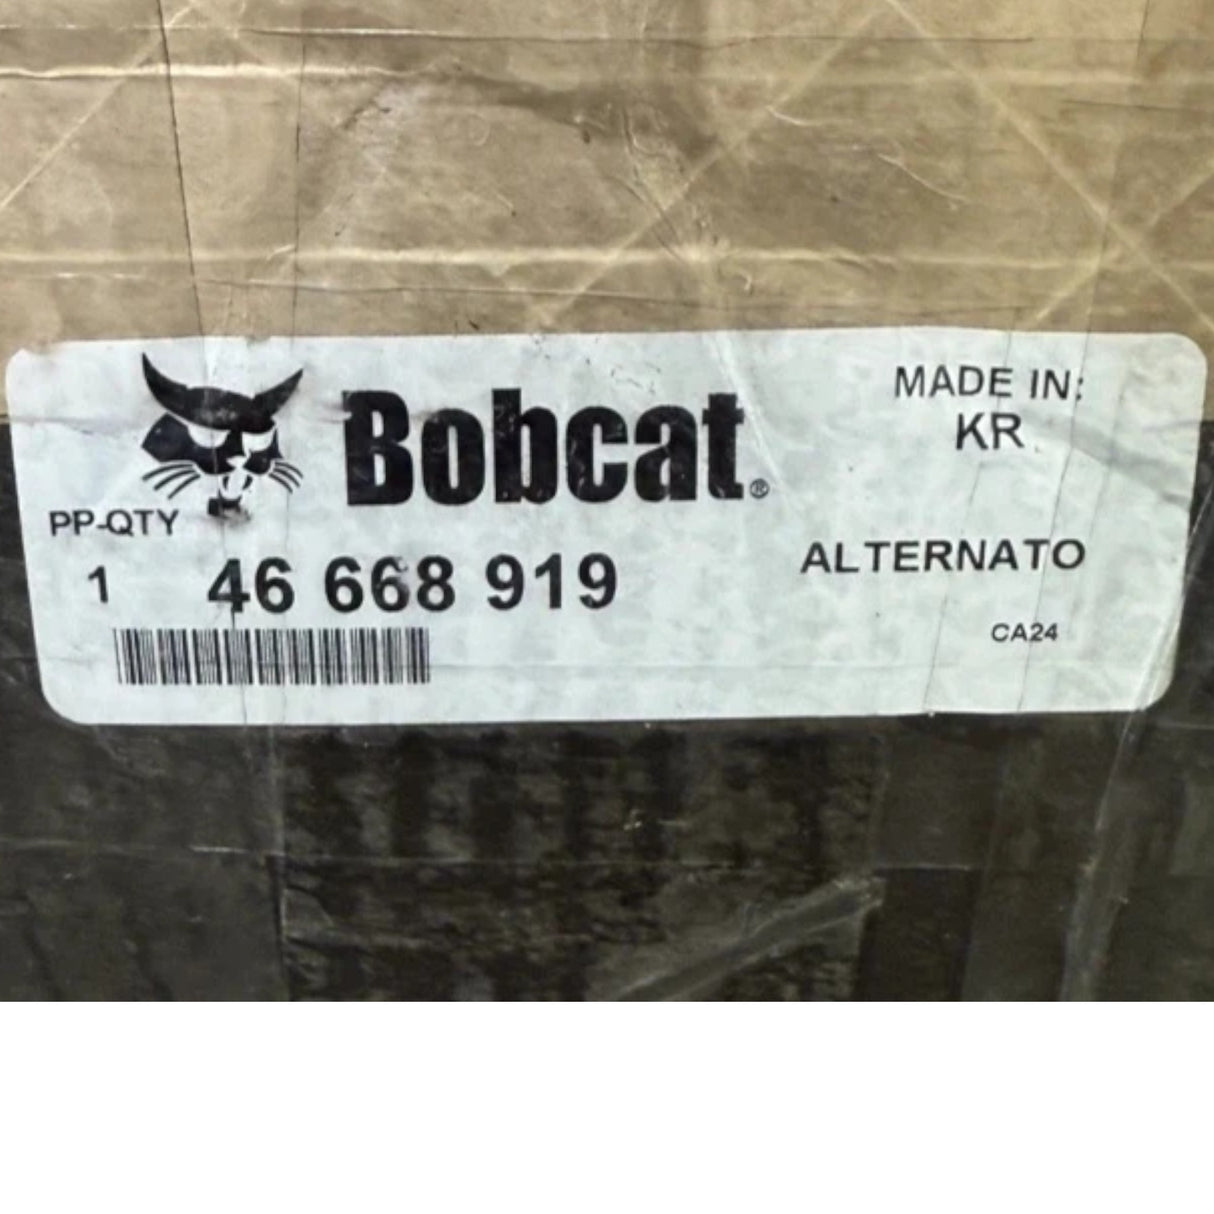 Bobcat®
MADE IN:
KR
PP-QTY
1 46 668 919
ALTERNATO
CA24